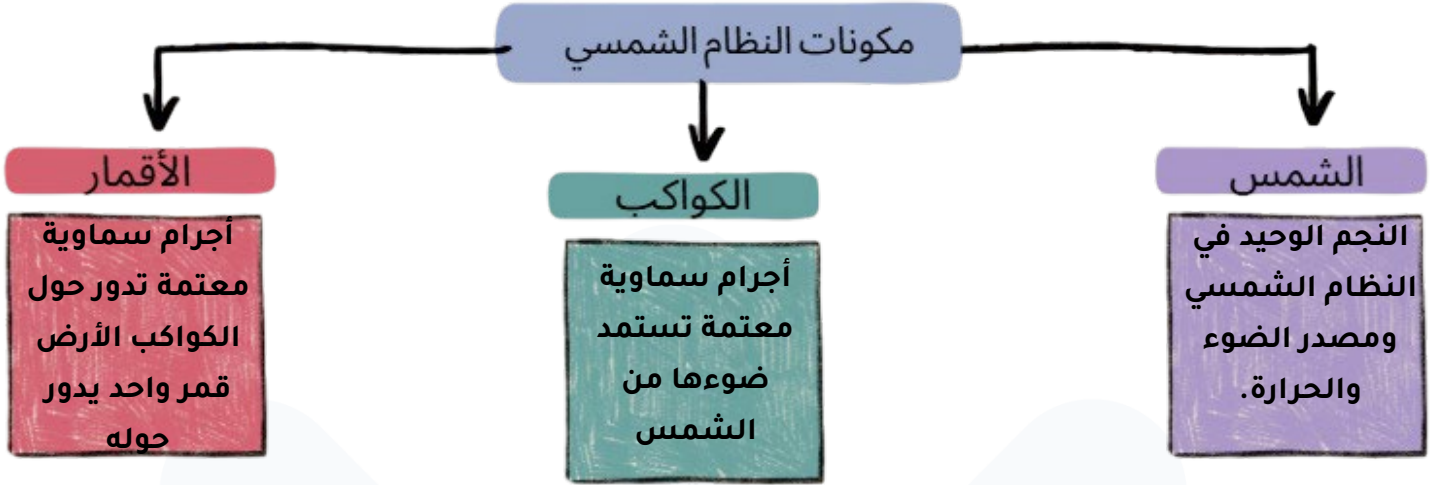 مكونات النظام الشمسي
الشمس
النجم الوحيد في
النظام الشمسي
ومصدر الضوء
والحرارة.
الكواكب
أجرام سماوية
معتمة تستمد
ضوءها من
الشمس
الأقمار
أجرام سماوية
معتمة تدور حول
الكواكب الأرض
قمر واحد يدور
حوله